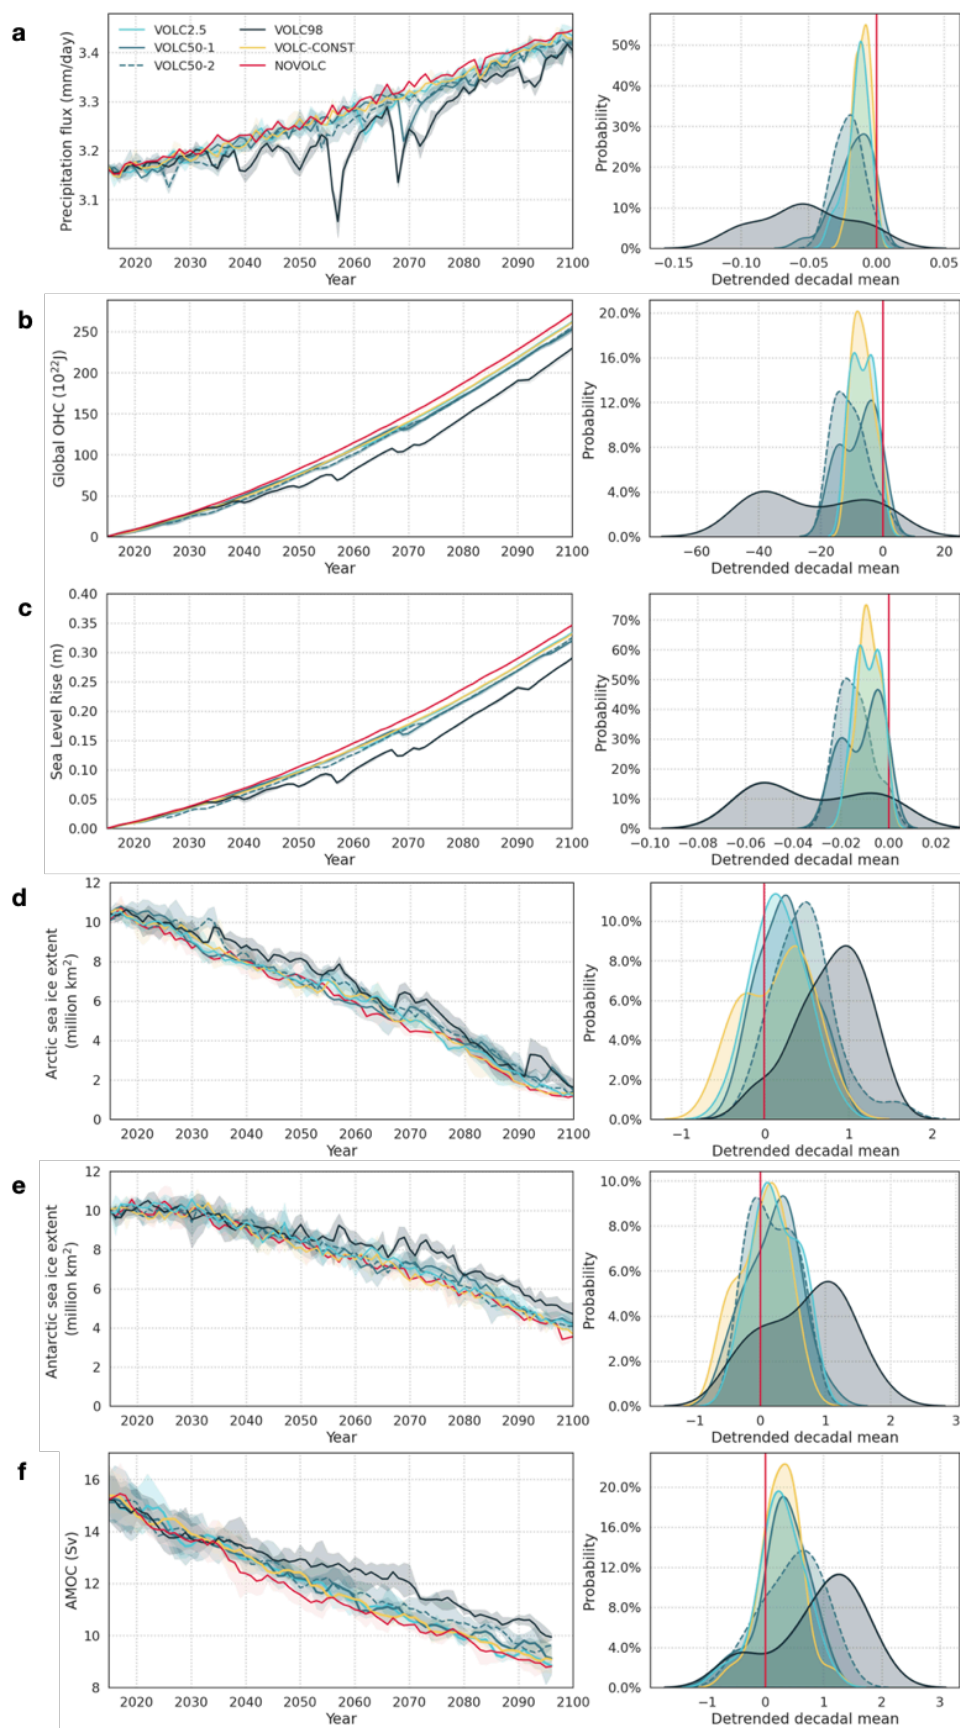 a
VOLC2.5
VOLC50-1
VOLC50-2
VOLC98
VOLC-CONST
NOVOLC
Precipitation flux (mm/day)
3.4
3.3
3.2
3.1
2020 2030 2040 2050 2060 2070 2080 2090 2100
Year
Probability
50%
40%
30%
20%
10%
0%
−0.15 −0.10 −0.05 0.00 0.05
Detrended decadal mean
b
Global OHC (10²²J)
250
200
150
100
50
0
2020 2030 2040 2050 2060 2070 2080 2090 2100
Year
Probability
20.0%
16.0%
12.0%
8.0%
4.0%
0.0%
−60 −40 −20 0 20
Detrended decadal mean
c
Sea Level Rise (m)
0.40
0.35
0.30
0.25
0.20
0.15
0.10
0.05
0.00
2020 2030 2040 2050 2060 2070 2080 2090 2100
Year
Probability
70%
60%
50%
40%
30%
20%
10%
0%
−0.10 −0.08 −0.06 −0.04 −0.02 0.00 0.02
Detrended decadal mean
d
Arctic sea ice extent
(million km²)
12
10
8
6
4
2
0
2020 2030 2040 2050 2060 2070 2080 2090 2100
Year
Probability
10.0%
8.0%
6.0%
4.0%
2.0%
0.0%
−1 0 1 2
Detrended decadal mean
e
Antarctic sea ice extent
(million km²)
12
10
8
6
4
2
0
2020 2030 2040 2050 2060 2070 2080 2090 2100
Year
Probability
10.0%
8.0%
6.0%
4.0%
2.0%
0.0%
−1 0 1 2 3
Detrended decadal mean
f
AMOC (Sv)
16
14
12
10
8
2020 2030 2040 2050 2060 2070 2080 2090 2100
Year
Probability
20.0%
16.0%
12.0%
8.0%
4.0%
0.0%
−1 0 1 2 3
Detrended decadal mean